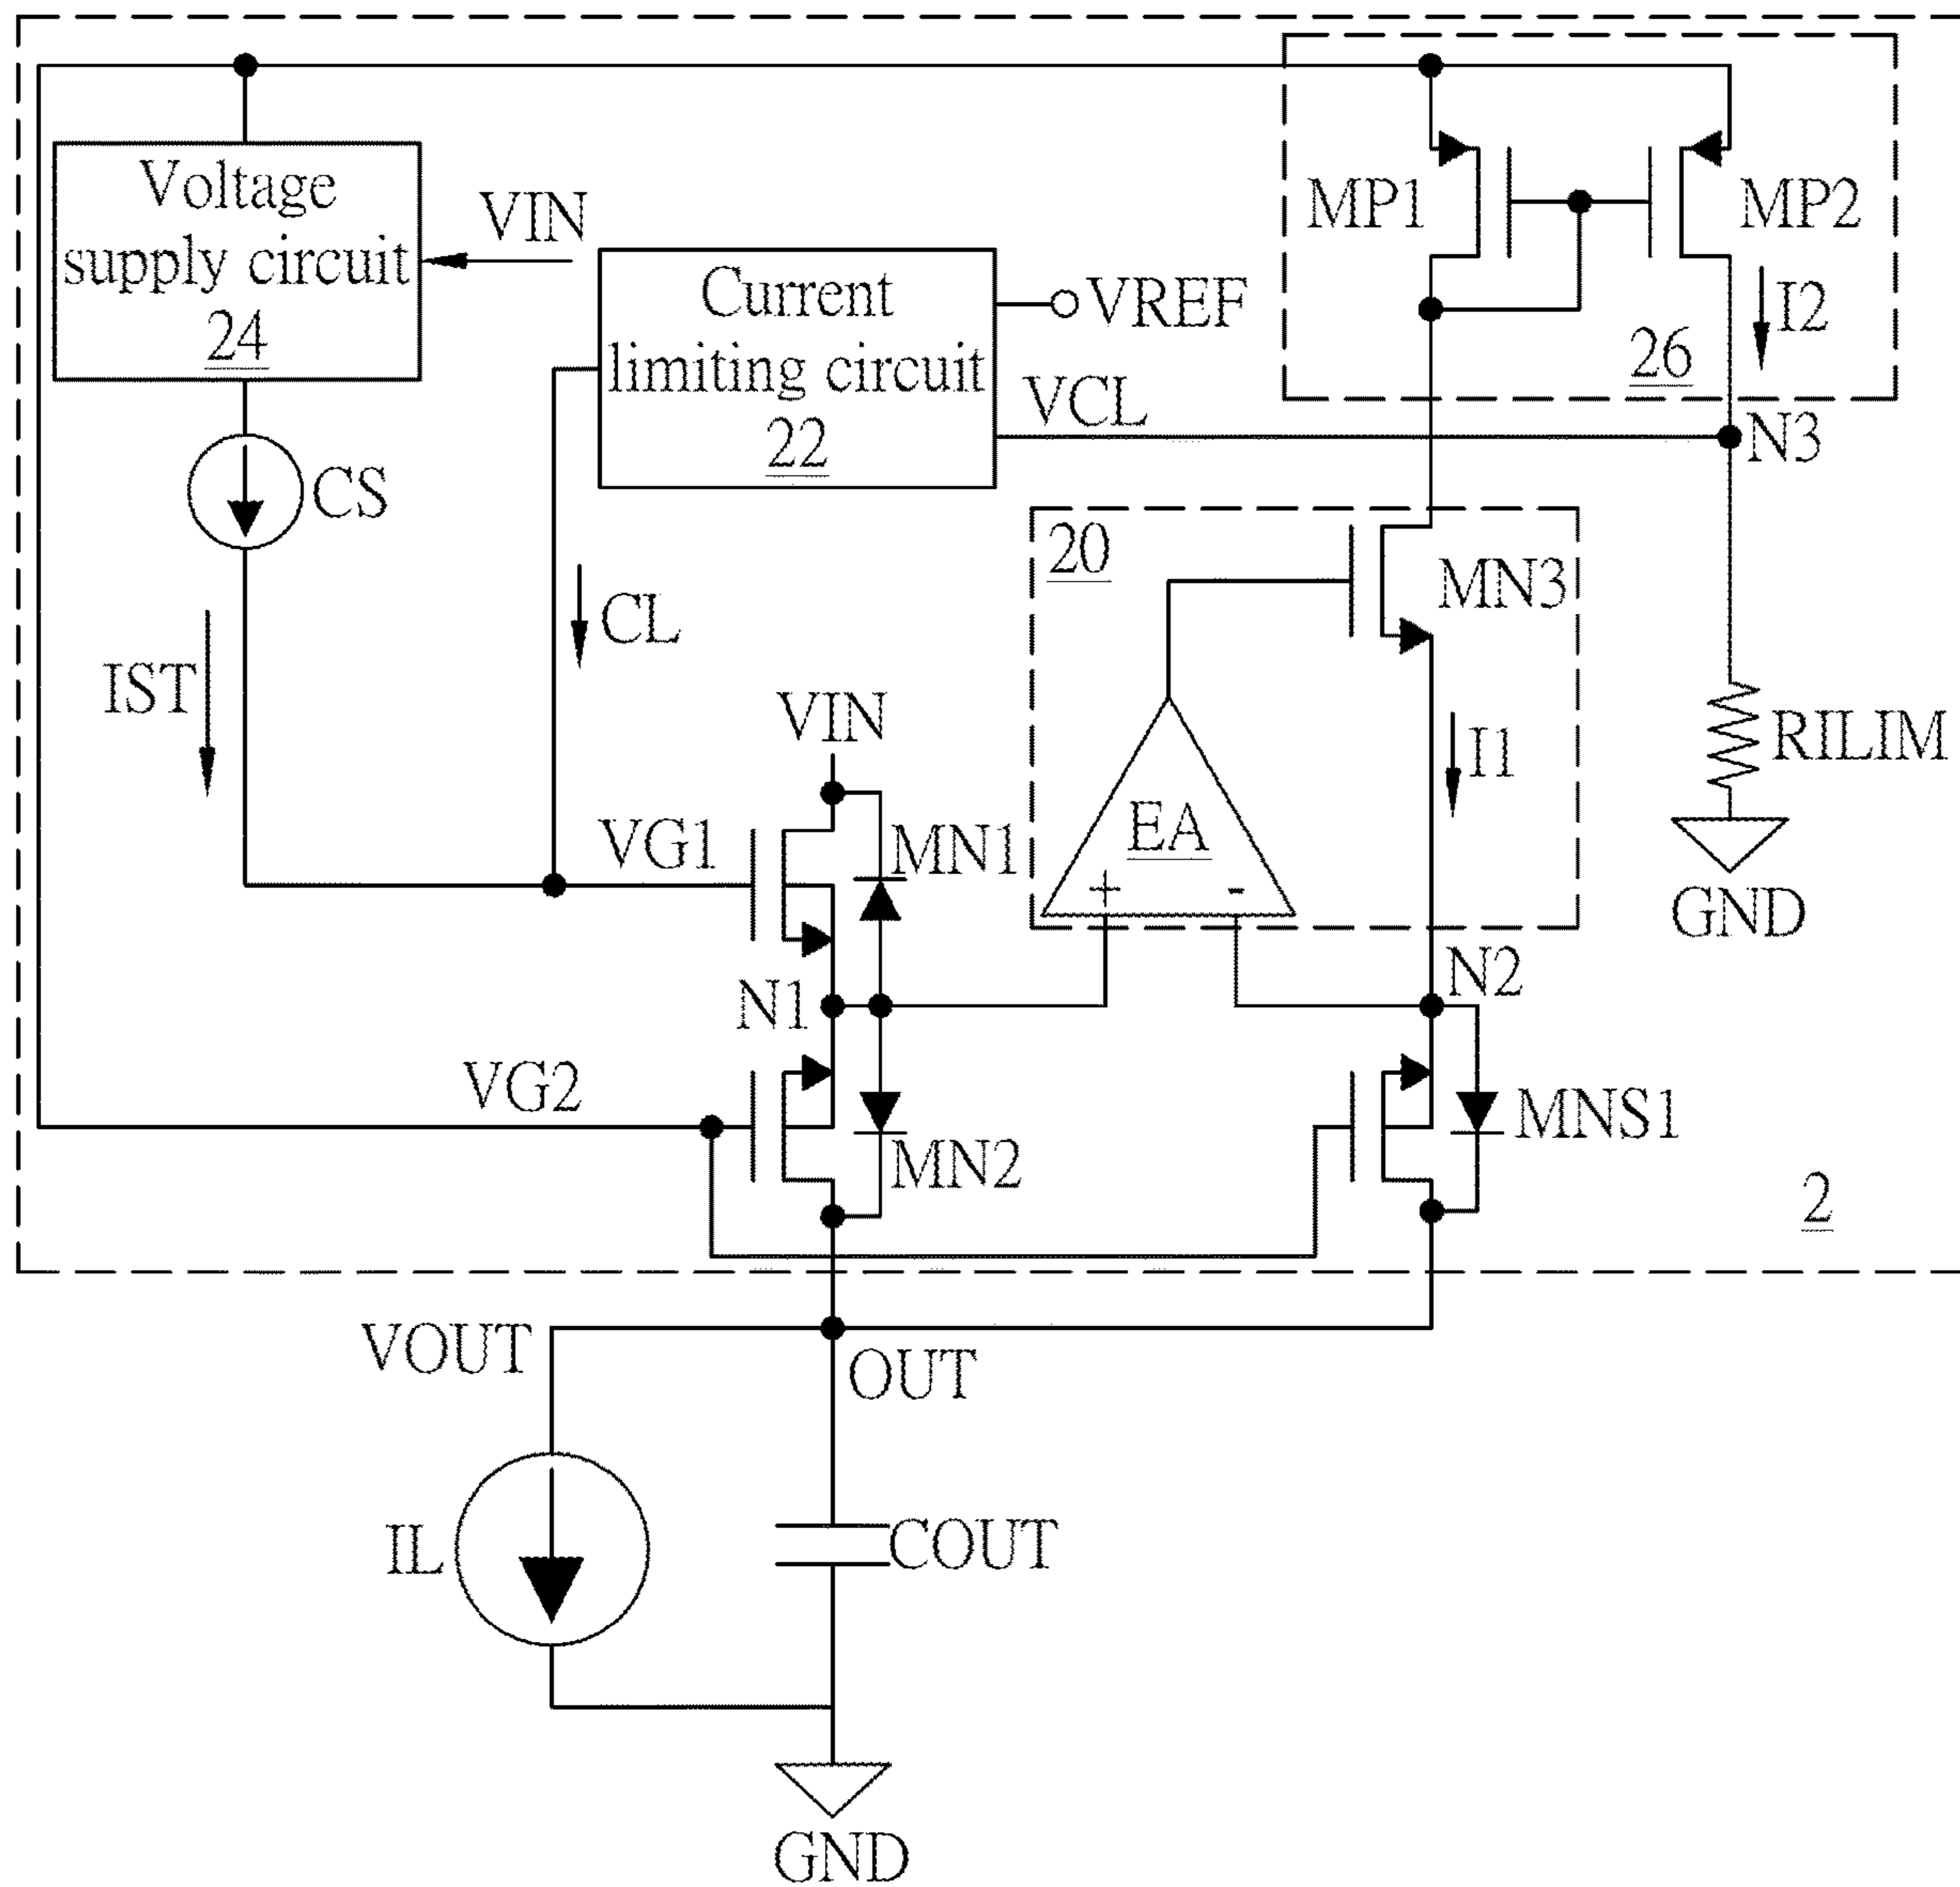 Voltage
supply circuit
24
VIN
Current
limiting circuit
22
VREF
VCL
MP1
MP2
I2
26
N3
CS
20
MN3
CL
IST
VIN
I1
RILIM
VG1
MN1
EA
+
-
GND
N1
N2
VG2
MN2
MNS1
2
VOUT
OUT
IL
COUT
GND